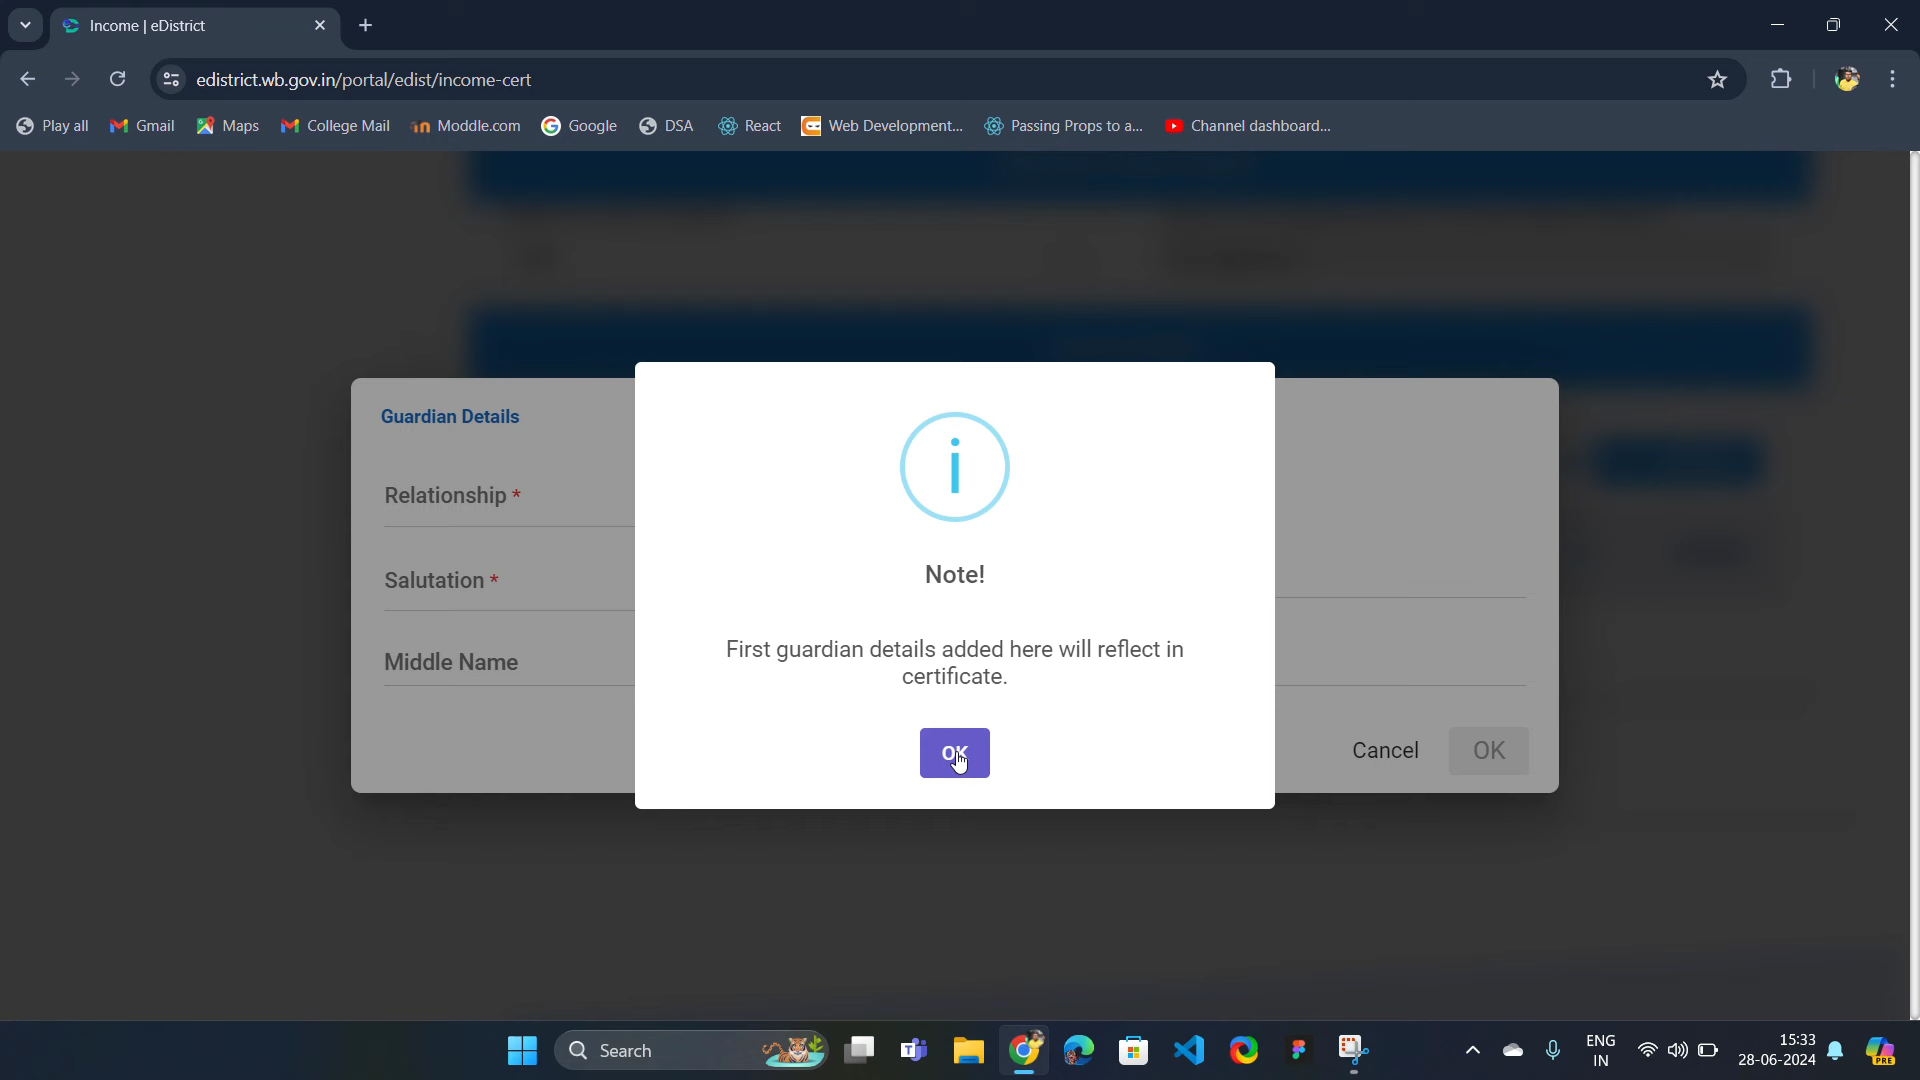 Income | eDistrict
edistrict.wb.gov.in/portal/edist/income-cert
Play all
Gmail
Maps
College Mail
Moddle.com
Google
DSA
React
Web Development...
Passing Props to a...
Channel dashboard...
Guardian Details
Relationship *
Salutation *
Middle Name
i
Note!
First guardian details added here will reflect in
certificate.
OK
Cancel
OK
Search
ENG
IN
15:33
28-06-2024
PRE